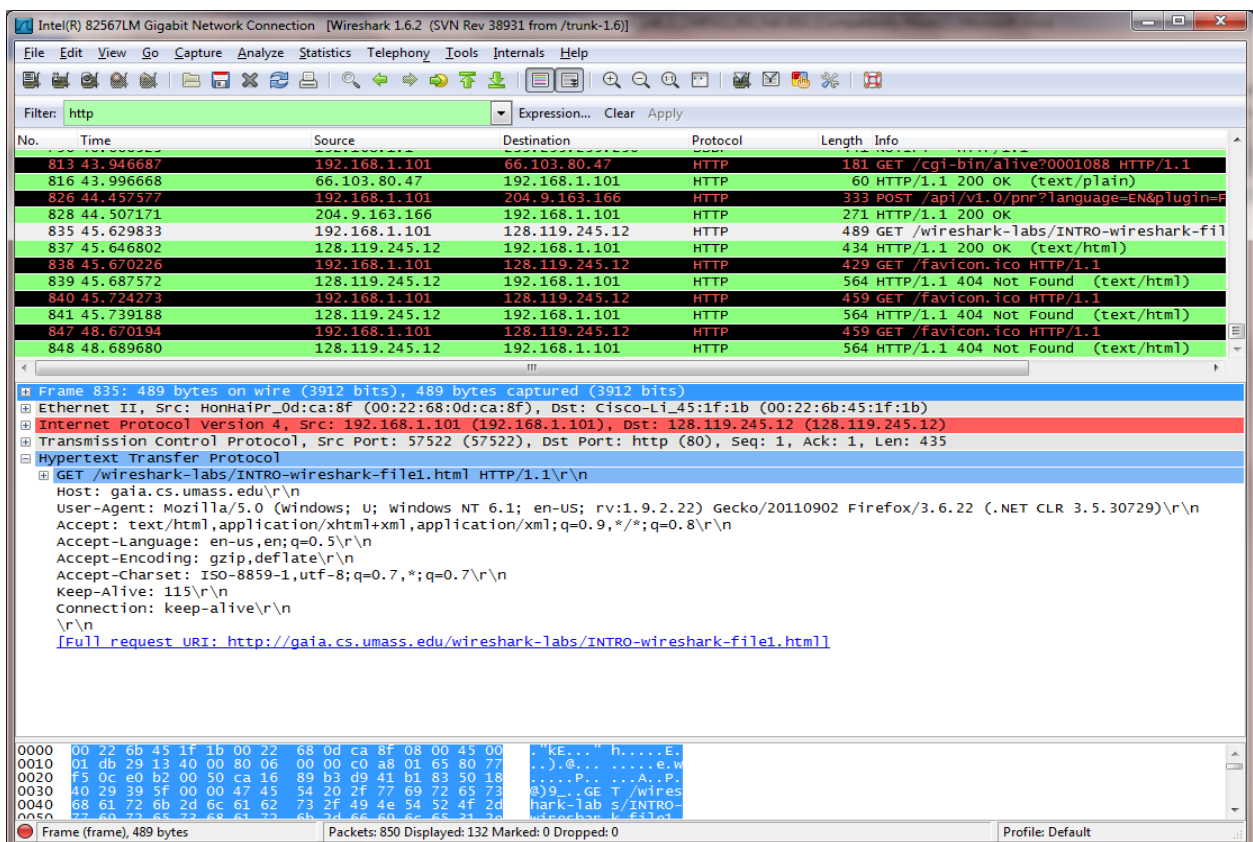 Intel(R) 82567LM Gigabit Network Connection [Wireshark 1.6.2 (SVN Rev 38931 from /trunk-1.6)]
File Edit View Go Capture Analyze Statistics Telephony Tools Internals Help
Filter: http Expression... Clear Apply
No. Time Source Destination Protocol Length Info
813 43.946687 192.168.1.101 66.103.80.47 HTTP 181 GET /cgi-bin/alive?0001088 HTTP/1.1
816 43.996668 66.103.80.47 192.168.1.101 HTTP 60 HTTP/1.1 200 OK (text/plain)
826 44.457577 192.168.1.101 204.9.163.166 HTTP 333 POST /api/v1.0/pnr?language=EN&plugin=F
828 44.507171 204.9.163.166 192.168.1.101 HTTP 271 HTTP/1.1 200 OK
835 45.629833 192.168.1.101 128.119.245.12 HTTP 489 GET /wireshark-labs/INTRO-wireshark-fil
837 45.646802 128.119.245.12 192.168.1.101 HTTP 434 HTTP/1.1 200 OK (text/html)
838 45.670226 192.168.1.101 128.119.245.12 HTTP 429 GET /favicon.ico HTTP/1.1
839 45.687572 128.119.245.12 192.168.1.101 HTTP 564 HTTP/1.1 404 Not Found (text/html)
840 45.724273 192.168.1.101 128.119.245.12 HTTP 459 GET /favicon.ico HTTP/1.1
841 45.739188 128.119.245.12 192.168.1.101 HTTP 564 HTTP/1.1 404 Not Found (text/html)
847 48.670194 192.168.1.101 128.119.245.12 HTTP 459 GET /favicon.ico HTTP/1.1
848 48.689680 128.119.245.12 192.168.1.101 HTTP 564 HTTP/1.1 404 Not Found (text/html)
Frame 835: 489 bytes on wire (3912 bits), 489 bytes captured (3912 bits)
Ethernet II, Src: HonHaiPr_0d:ca:8f (00:22:68:0d:ca:8f), Dst: Cisco-Li_45:1f:1b (00:22:6b:45:1f:1b)
Internet Protocol Version 4, Src: 192.168.1.101 (192.168.1.101), Dst: 128.119.245.12 (128.119.245.12)
Transmission Control Protocol, Src Port: 57522 (57522), Dst Port: http (80), Seq: 1, Ack: 1, Len: 435
Hypertext Transfer Protocol
GET /wireshark-labs/INTRO-wireshark-file1.html HTTP/1.1\r\n
Host: gaia.cs.umass.edu\r\n
User-Agent: Mozilla/5.0 (Windows; U; Windows NT 6.1; en-US; rv:1.9.2.22) Gecko/20110902 Firefox/3.6.22 (.NET CLR 3.5.30729)\r\n
Accept: text/html,application/xhtml+xml,application/xml;q=0.9,*/*;q=0.8\r\n
Accept-Language: en-us,en;q=0.5\r\n
Accept-Encoding: gzip,deflate\r\n
Accept-Charset: ISO-8859-1,utf-8;q=0.7,*;q=0.7\r\n
Keep-Alive: 115\r\n
Connection: keep-alive\r\n
\r\n
[Full request URI: http://gaia.cs.umass.edu/wireshark-labs/INTRO-wireshark-file1.html]
0000 00 22 6b 45 1f 1b 00 22 68 0d ca 8f 08 00 45 00 ."kE..." h.....E.
0010 01 db 29 13 40 00 80 06 00 00 c0 a8 01 65 80 77 ..).@... .....e.w
0020 f5 0c e0 b2 00 50 ca 16 89 b3 d9 41 b1 83 50 18 .....P.. ...A..P.
0030 40 29 39 5f 00 00 47 45 54 20 2f 77 69 72 65 73 @)9_..GE T /wires
0040 68 61 72 6b 2d 6c 61 62 73 2f 49 4e 54 52 4f 2d hark-lab s/INTRO-
0050 77 69 72 65 73 68 61 72 6b 2d 66 69 6c 65 31 2e wireshar k-file1.
Frame (frame), 489 bytes Packets: 850 Displayed: 132 Marked: 0 Dropped: 0 Profile: Default